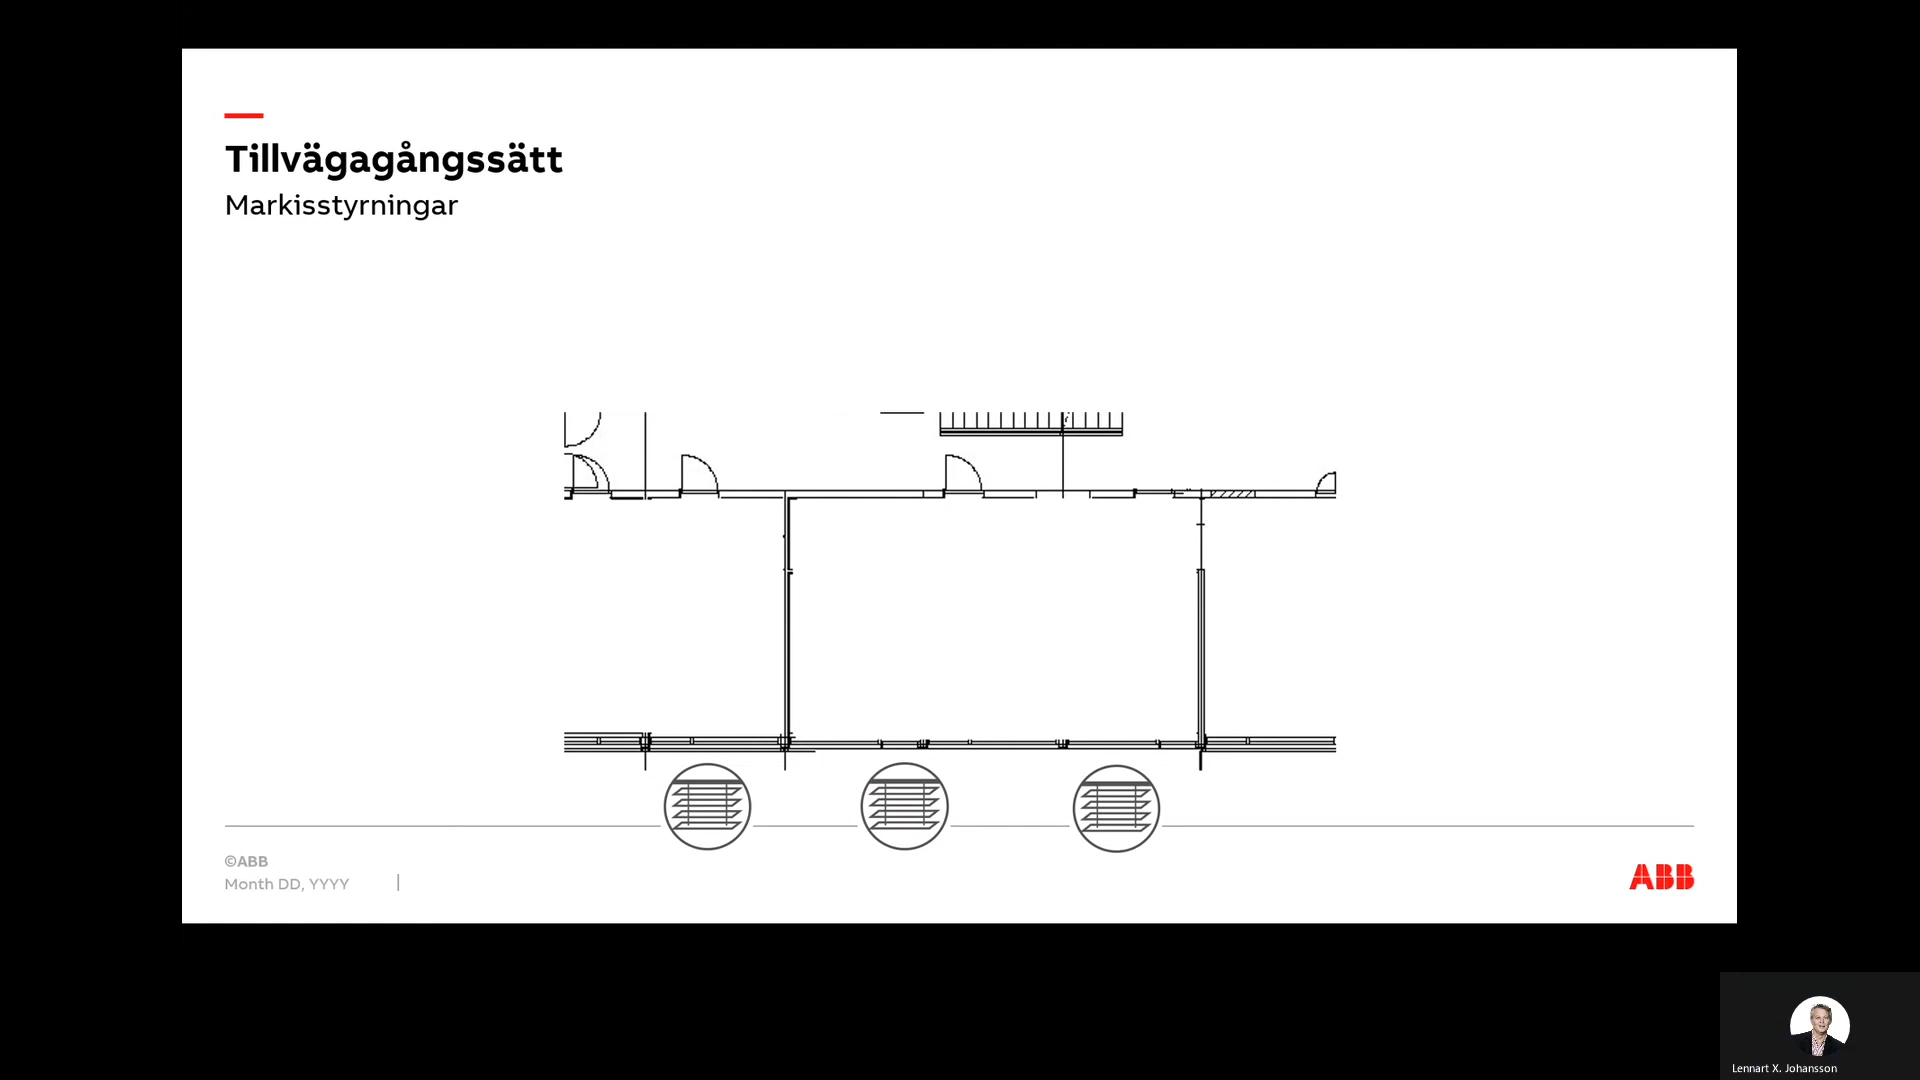 Tillvägagångssätt
Markisstyrningar
©ABB
Month DD, YYYY
ABB
Lennart X. Johansson